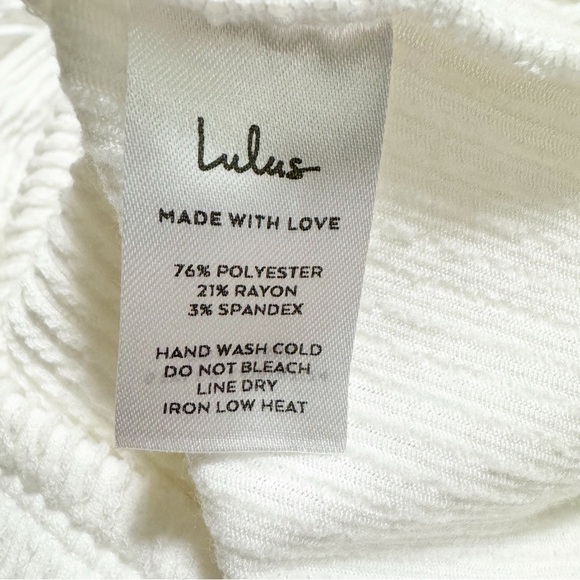 Lulus
MADE WITH LOVE
76% POLYESTER
21% RAYON
3% SPANDEX
HAND WASH COLD
DO NOT BLEACH
LINE DRY
IRON LOW HEAT